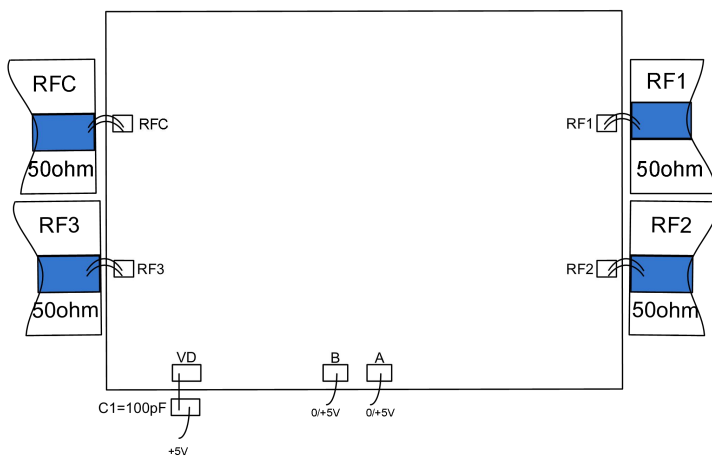 RFC
RFC
50ohm
RF1
RF1
50ohm
RF3
RF3
50ohm
RF2
RF2
50ohm
VD
B
A
C1=100pF
0/+5V
0/+5V
+5V